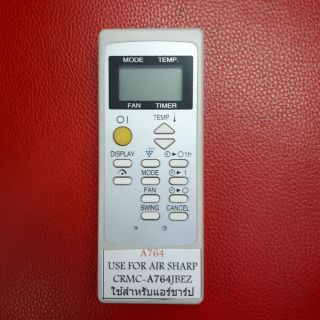 MODE TEMP.
FAN TIMER
TEMP
DISPLAY 1h
MODE
FAN
SWING CANCEL
A764
USE FOR AIR SHARP
CRMC-A764JBEZ
ใช้สำหรับแอร์ชาร์ป